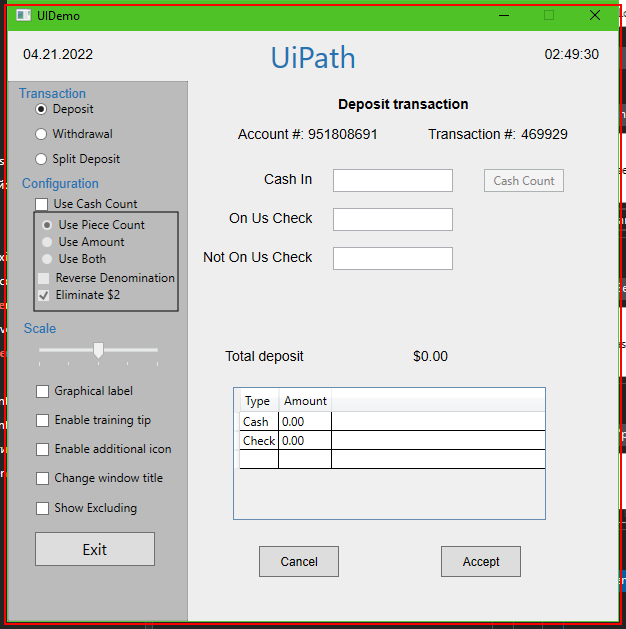 UIDemo
04.21.2022
UiPath
02:49:30
Transaction
Deposit
Withdrawal
Split Deposit
Configuration
Use Cash Count
Use Piece Count
Use Amount
Use Both
Reverse Denomination
Eliminate $2
Scale
Graphical label
Enable training tip
Enable additional icon
Change window title
Show Excluding
Exit
Deposit transaction
Account #: 951808691 Transaction #: 469929
Cash In
Cash Count
On Us Check
Not On Us Check
Total deposit $0.00
Type Amount
Cash 0.00
Check 0.00
Cancel Accept